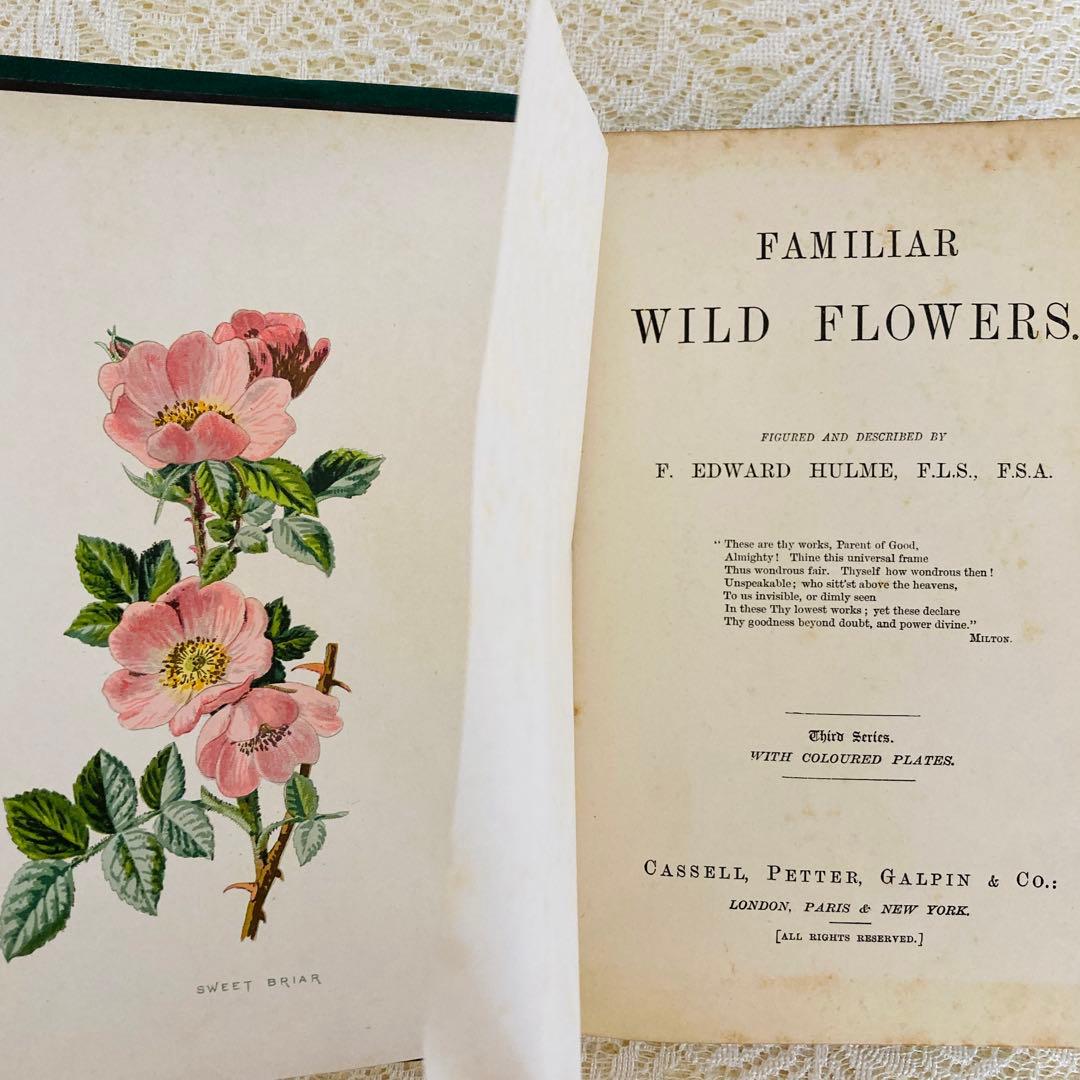 SWEET BRIAR
FAMILIAR
WILD FLOWERS.
FIGURED AND DESCRIBED BY
F. EDWARD HULME, F.L.S., F.S.A.
“ These are thy works, Parent of Good,
Almighty! Thine this universal frame
Thus wondrous fair. Thyself how wondrous then!
Unspeakable; who sitt'st above the heavens,
To us invisible, or dimly seen
In these Thy lowest works; yet these declare
Thy goodness beyond doubt, and power divine.”
MILTON.
Third Series.
WITH COLOURED PLATES.
CASSELL, PETTER, GALPIN & CO.:
LONDON, PARIS & NEW YORK.
[ALL RIGHTS RESERVED.]